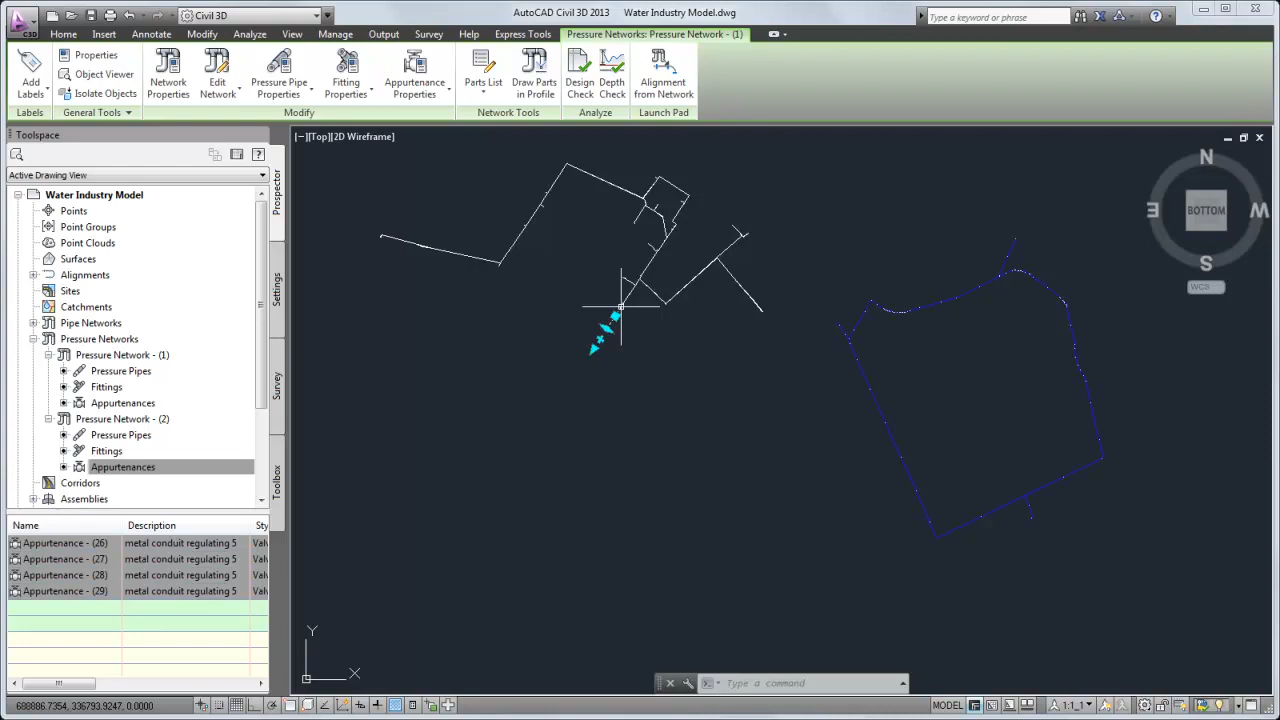 Civil 3D
AutoCAD Civil 3D 2013 Water Industry Model.dwg
Type a keyword or phrase
C3D
Home Insert Annotate Modify Analyze View Manage Output Survey Help Express Tools Pressure Networks: Pressure Network - (1)
Add Labels
Properties
Object Viewer
Isolate Objects
Network Properties
Edit Network
Pressure Pipe Properties
Fitting Properties
Appurtenance Properties
Parts List
Draw Parts in Profile
Design Check
Depth Check
Alignment from Network
Labels General Tools Modify Network Tools Analyze Launch Pad
Toolspace
[−][Top][2D Wireframe]
Active Drawing View
Water Industry Model
Points
Point Groups
Point Clouds
Surfaces
Alignments
Sites
Catchments
Pipe Networks
Pressure Networks
Pressure Network - (1)
Pressure Pipes
Fittings
Appurtenances
Pressure Network - (2)
Pressure Pipes
Fittings
Appurtenances
Corridors
Assemblies
Prospector
Settings
Survey
Toolbox
Name Description Sty
Appurtenance - (26) metal conduit regulating 5 Val
Appurtenance - (27) metal conduit regulating 5 Val
Appurtenance - (28) metal conduit regulating 5 Val
Appurtenance - (29) metal conduit regulating 5 Val
N
E BOTTOM W
S
WCS
Y
X
Type a command
688886.7354, 336793.9247, 0.0000
MODEL
1:1_1